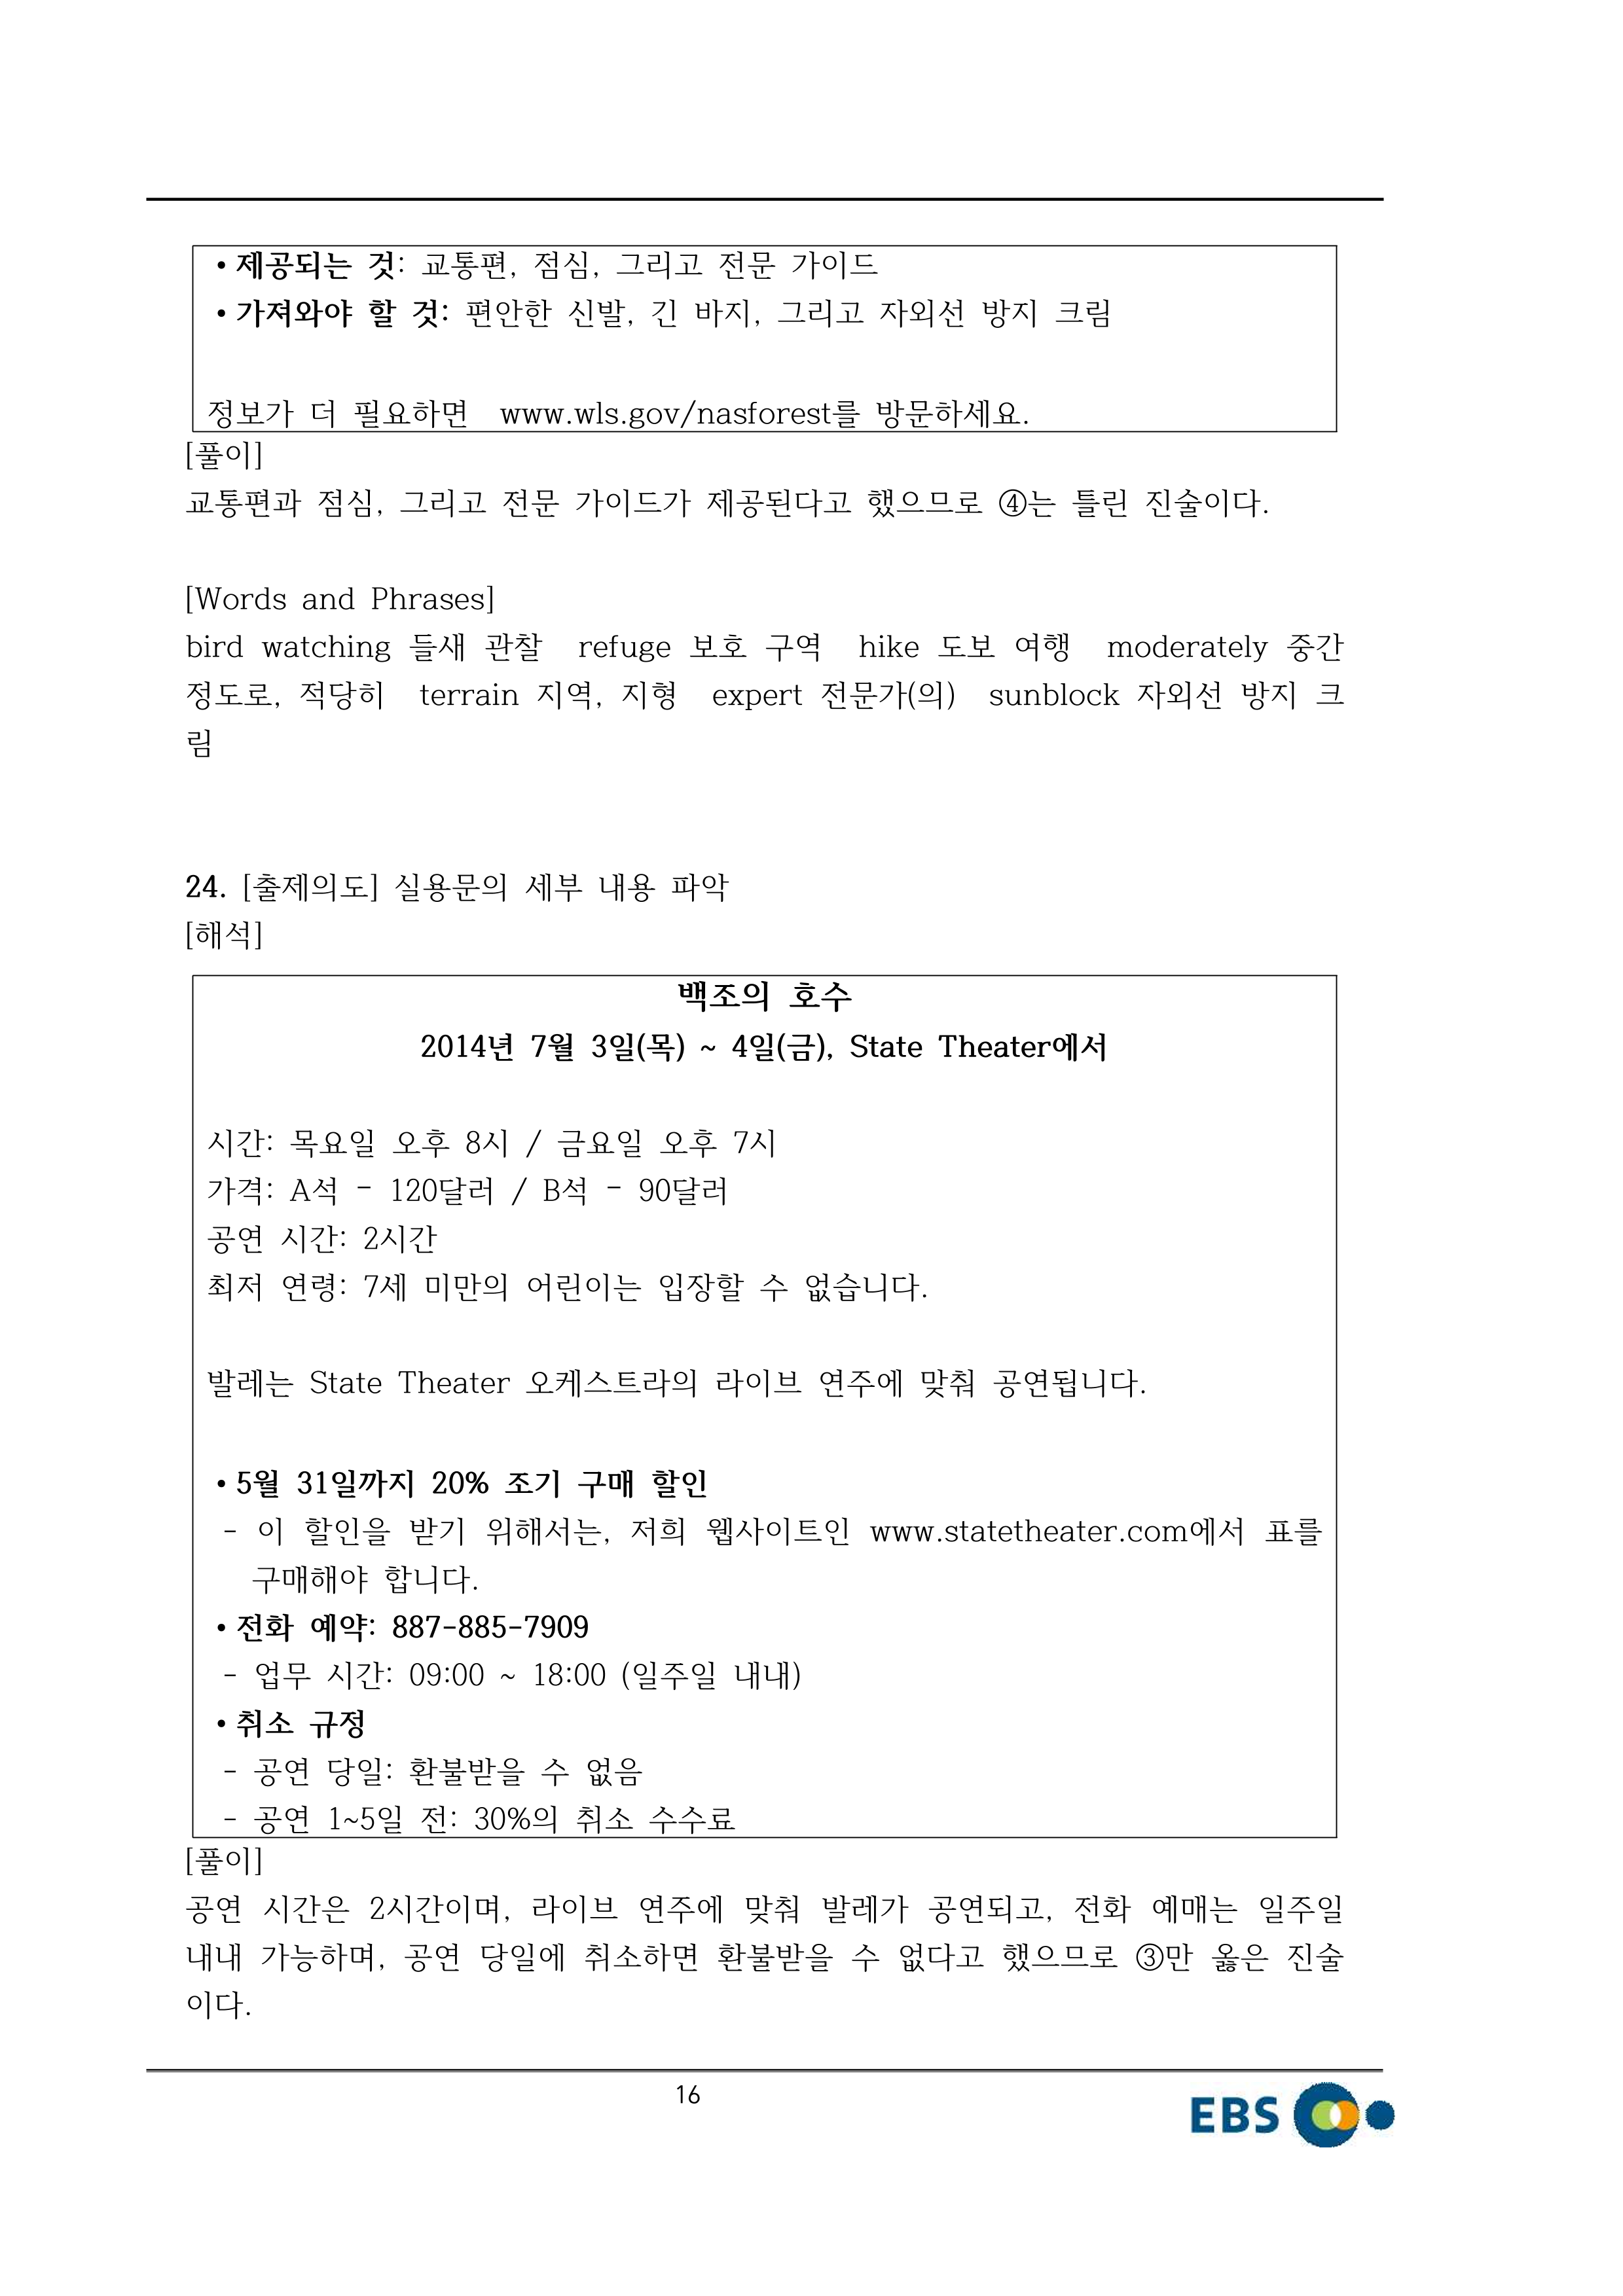 • 제공되는 것: 교통편, 점심, 그리고 전문 가이드
• 가져와야 할 것: 편안한 신발, 긴 바지, 그리고 자외선 방지 크림
정보가 더 필요하면 www.wls.gov/nasforest를 방문하세요.
[풀이]
교통편과 점심, 그리고 전문 가이드가 제공된다고 했으므로 ④는 틀린 진술이다.
[Words and Phrases]
bird watching 들새 관찰 refuge 보호 구역 hike 도보 여행 moderately 중간
정도로, 적당히 terrain 지역, 지형 expert 전문가(의) sunblock 자외선 방지 크
림
24. [출제의도] 실용문의 세부 내용 파악
[해석]
백조의 호수
2014년 7월 3일(목) ~ 4일(금), State Theater에서
시간: 목요일 오후 8시 / 금요일 오후 7시
가격: A석 - 120달러 / B석 - 90달러
공연 시간: 2시간
최저 연령: 7세 미만의 어린이는 입장할 수 없습니다.
발레는 State Theater 오케스트라의 라이브 연주에 맞춰 공연됩니다.
• 5월 31일까지 20% 조기 구매 할인
- 이 할인을 받기 위해서는, 저희 웹사이트인 www.statetheater.com에서 표를
구매해야 합니다.
• 전화 예약: 887-885-7909
- 업무 시간: 09:00 ~ 18:00 (일주일 내내)
• 취소 규정
- 공연 당일: 환불받을 수 없음
- 공연 1~5일 전: 30%의 취소 수수료
[풀이]
공연 시간은 2시간이며, 라이브 연주에 맞춰 발레가 공연되고, 전화 예매는 일주일
내내 가능하며, 공연 당일에 취소하면 환불받을 수 없다고 했으므로 ③만 옳은 진술
이다.
16
EBS